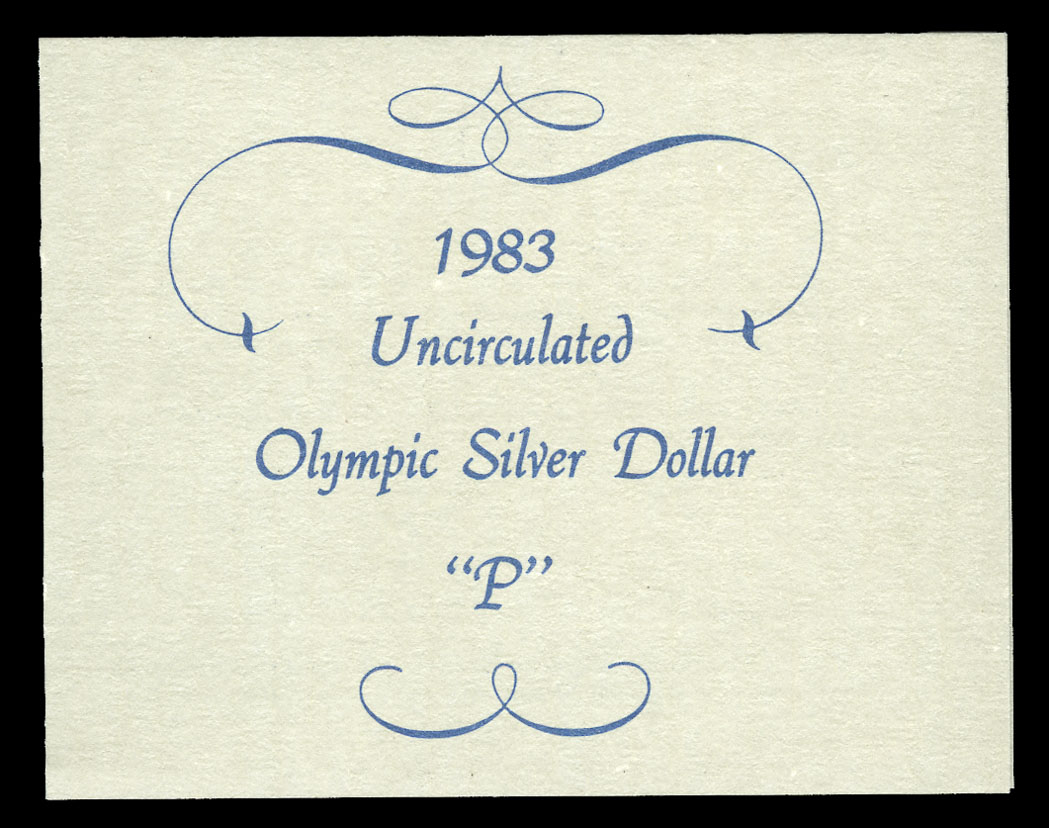 1983
Uncirculated
Olympic Silver Dollar
“P”